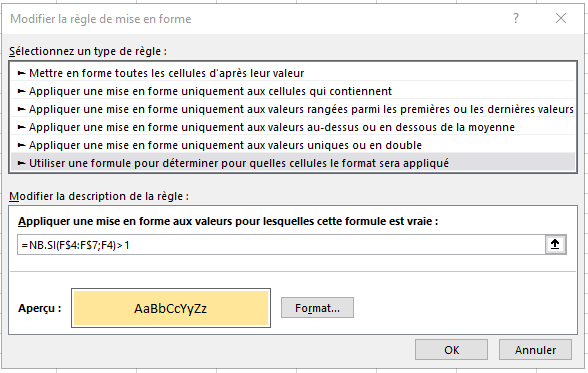 Modifier la règle de mise en forme
?
Sélectionnez un type de règle :
► Mettre en forme toutes les cellules d'après leur valeur
► Appliquer une mise en forme uniquement aux cellules qui contiennent
► Appliquer une mise en forme uniquement aux valeurs rangées parmi les premières ou les dernières valeurs
► Appliquer une mise en forme uniquement aux valeurs au-dessus ou en dessous de la moyenne
► Appliquer une mise en forme uniquement aux valeurs uniques ou en double
► Utiliser une formule pour déterminer pour quelles cellules le format sera appliqué
Modifier la description de la règle :
Appliquer une mise en forme aux valeurs pour lesquelles cette formule est vraie :
=NB.SI(F$4:F$7;F4)>1
Aperçu : AaBbCcYyZz Format...
OK Annuler